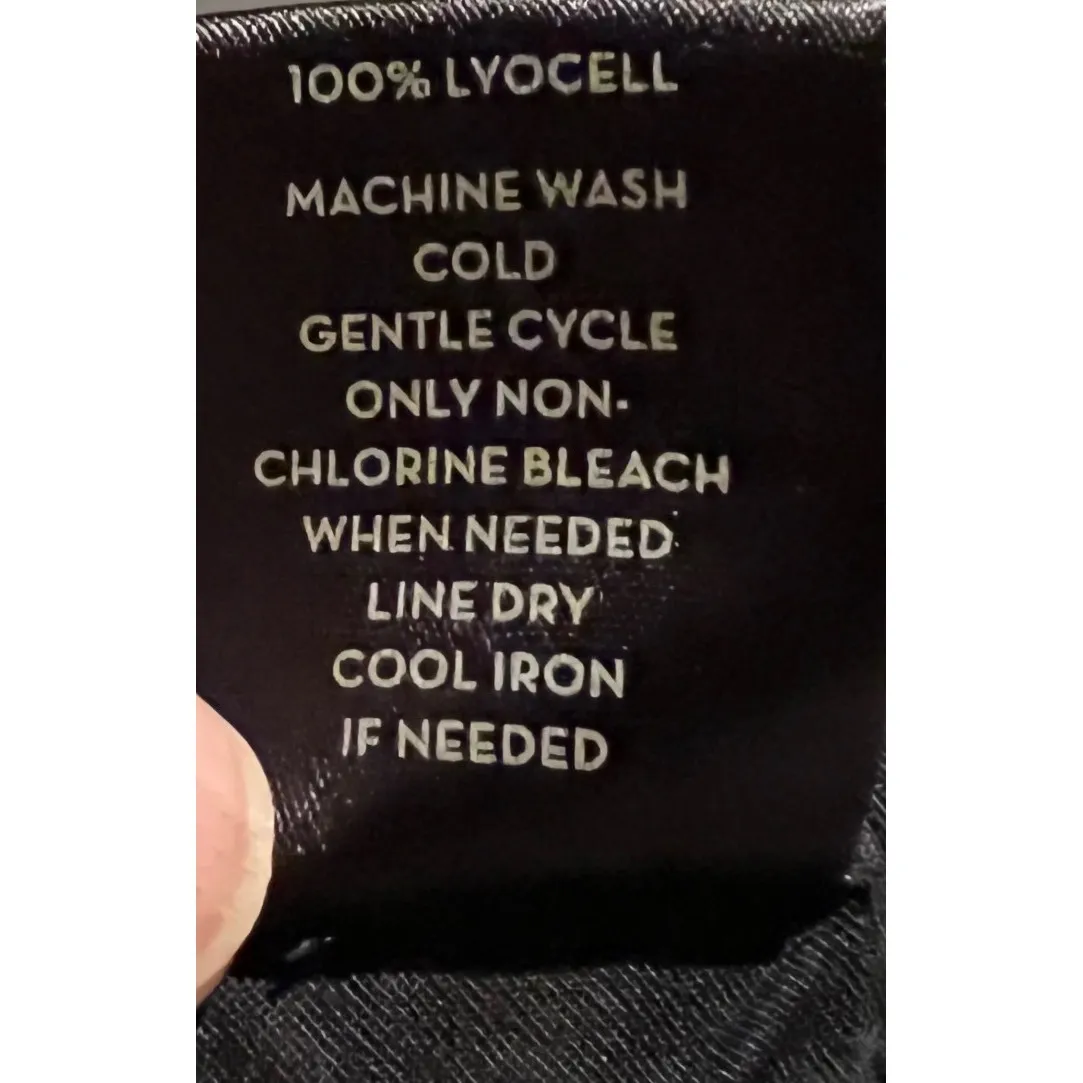 100% LYOCELL
MACHINE WASH
COLD
GENTLE CYCLE
ONLY NON-
CHLORINE BLEACH
WHEN NEEDED
LINE DRY
COOL IRON
IF NEEDED